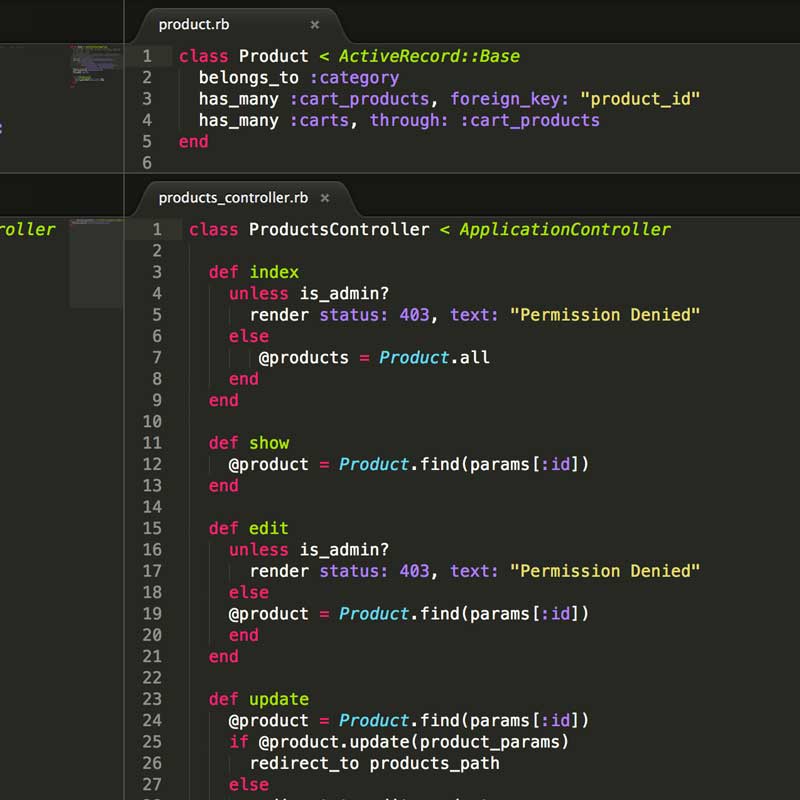 product.rb ×
1 class Product < ActiveRecord::Base
2 belongs_to :category
3 has_many :cart_products, foreign_key: "product_id"
4 has_many :carts, through: :cart_products
5 end
6
products_controller.rb ×
roller
1 class ProductsController < ApplicationController
2
3 def index
4 unless is_admin?
5 render status: 403, text: "Permission Denied"
6 else
7 @products = Product.all
8 end
9 end
10
11 def show
12 @product = Product.find(params[:id])
13 end
14
15 def edit
16 unless is_admin?
17 render status: 403, text: "Permission Denied"
18 else
19 @product = Product.find(params[:id])
20 end
21 end
22
23 def update
24 @product = Product.find(params[:id])
25 if @product.update(product_params)
26 redirect_to products_path
27 else